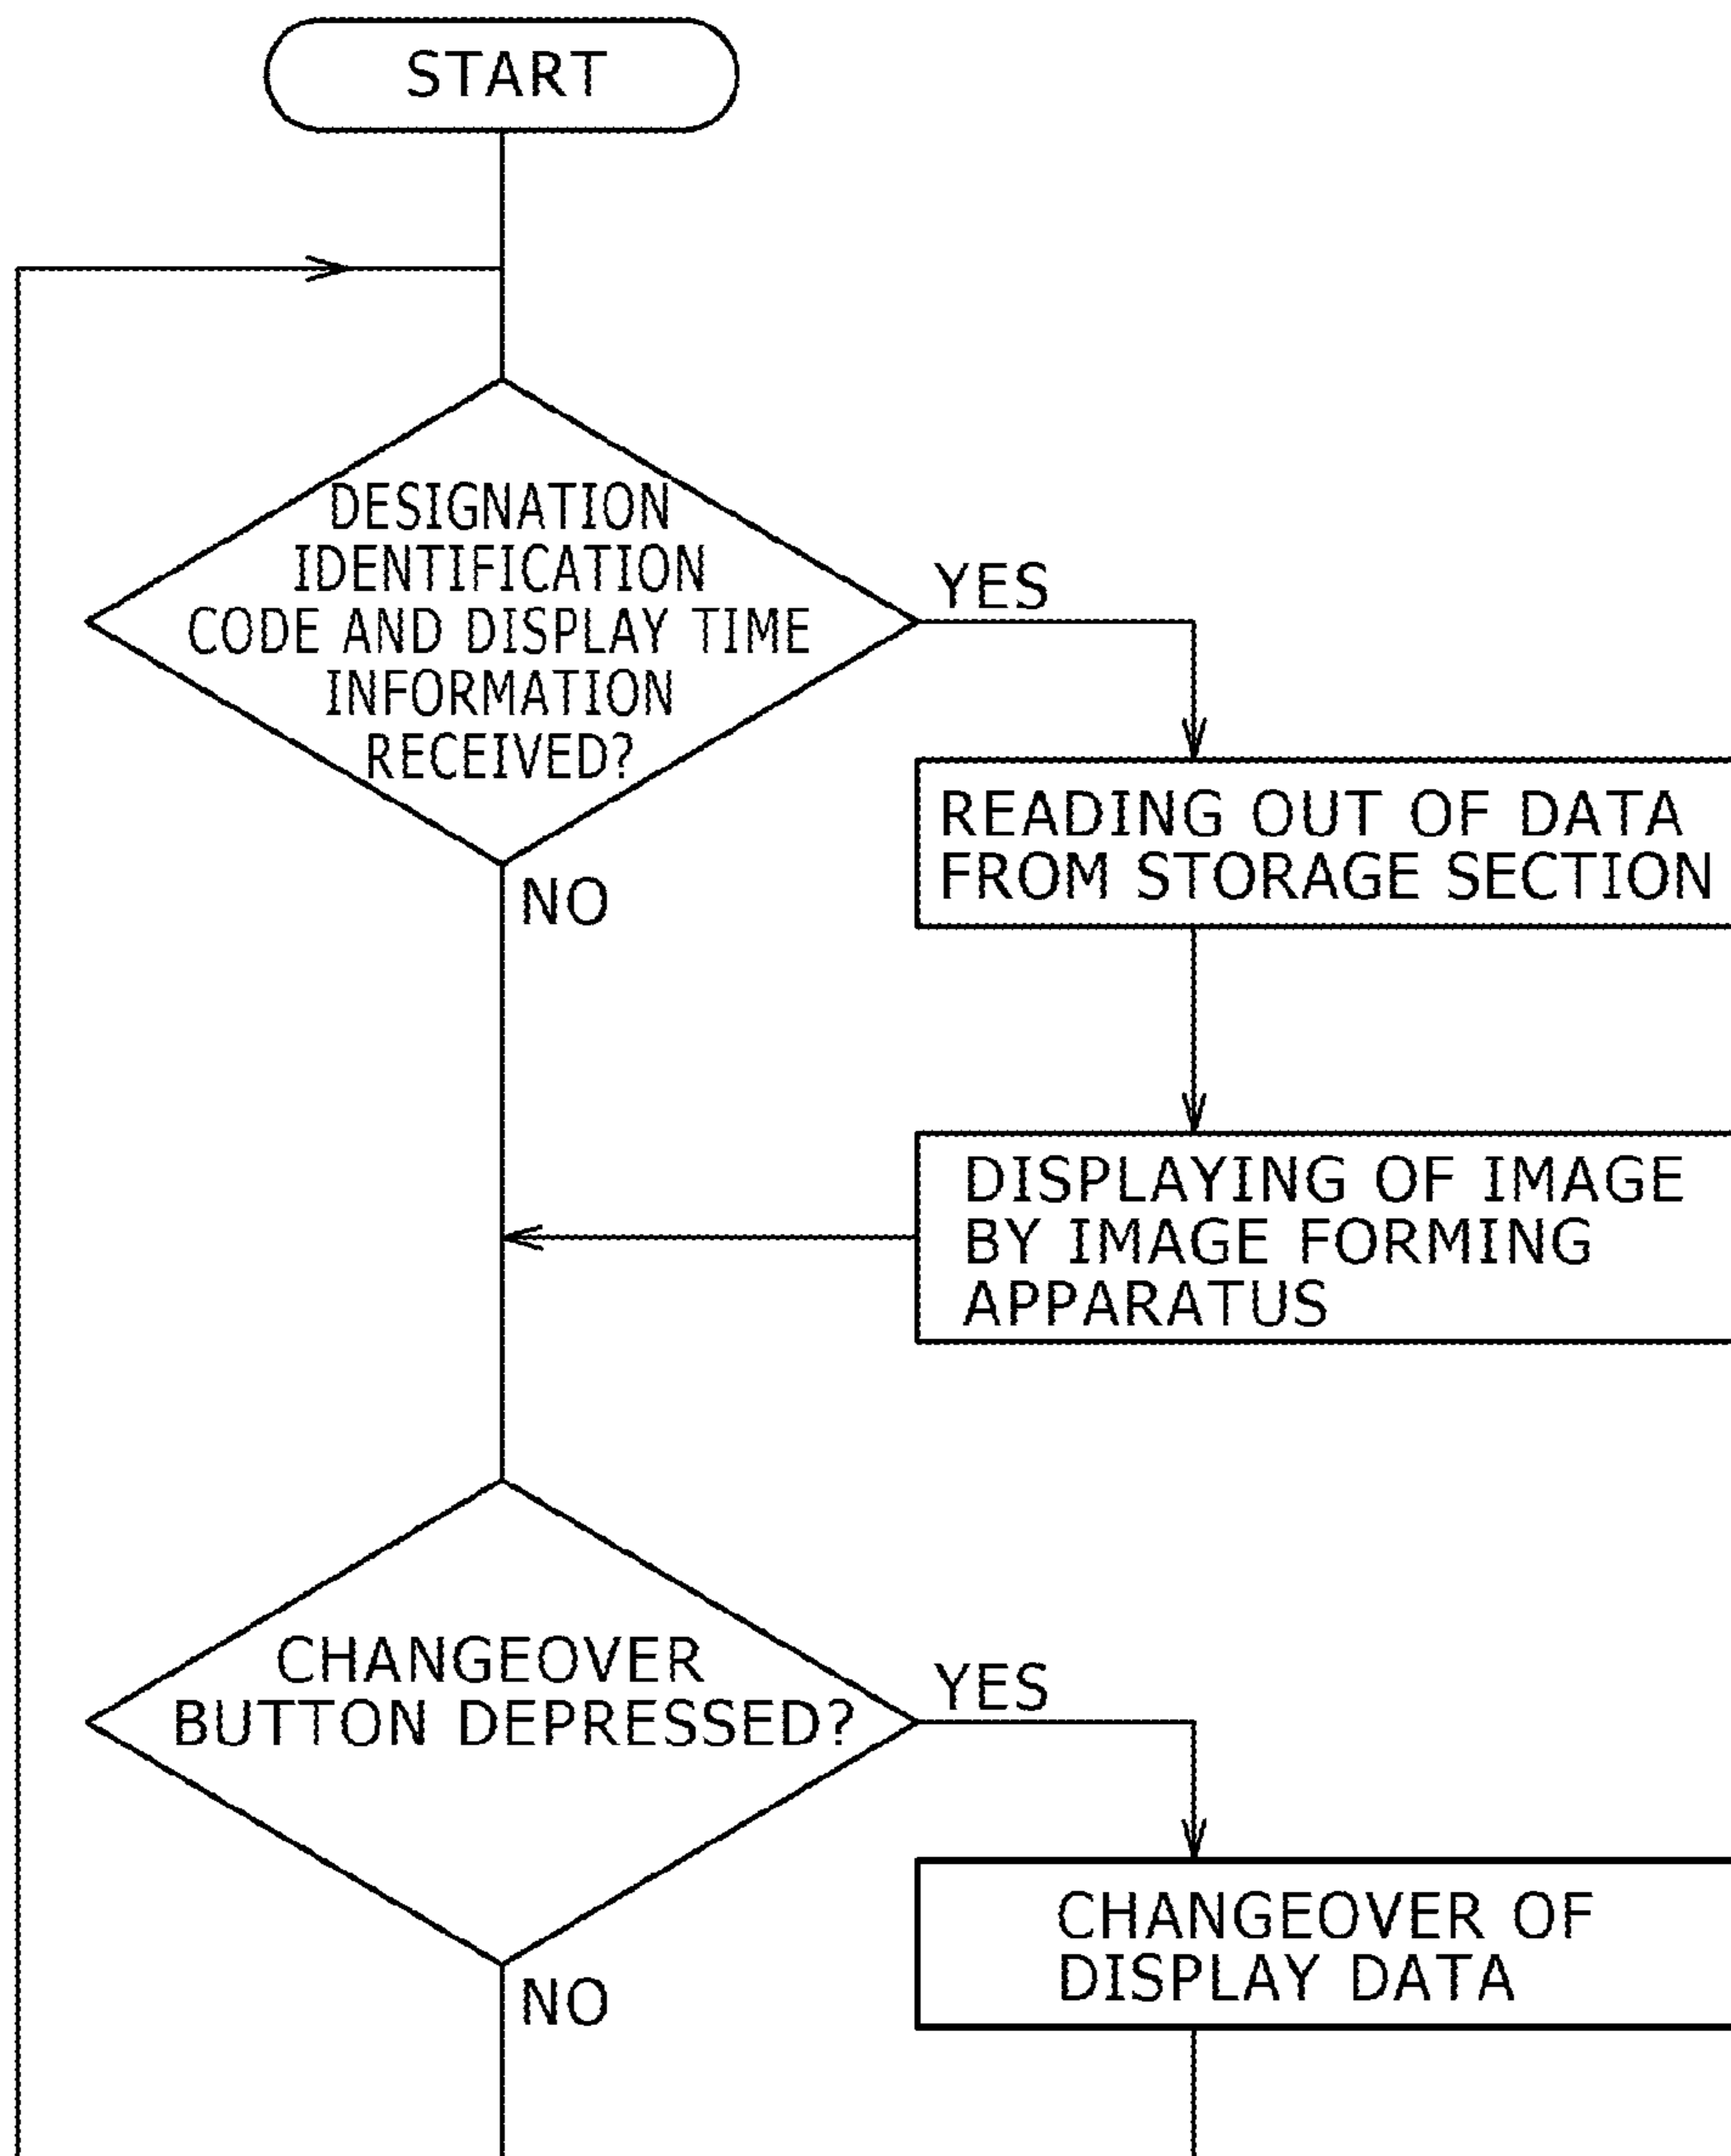 START
DESIGNATION
IDENTIFICATION
CODE AND DISPLAY TIME
INFORMATION
RECEIVED?
YES
NO
READING OUT OF DATA
FROM STORAGE SECTION
DISPLAYING OF IMAGE
BY IMAGE FORMING
APPARATUS
CHANGEOVER
BUTTON DEPRESSED?
YES
NO
CHANGEOVER OF
DISPLAY DATA